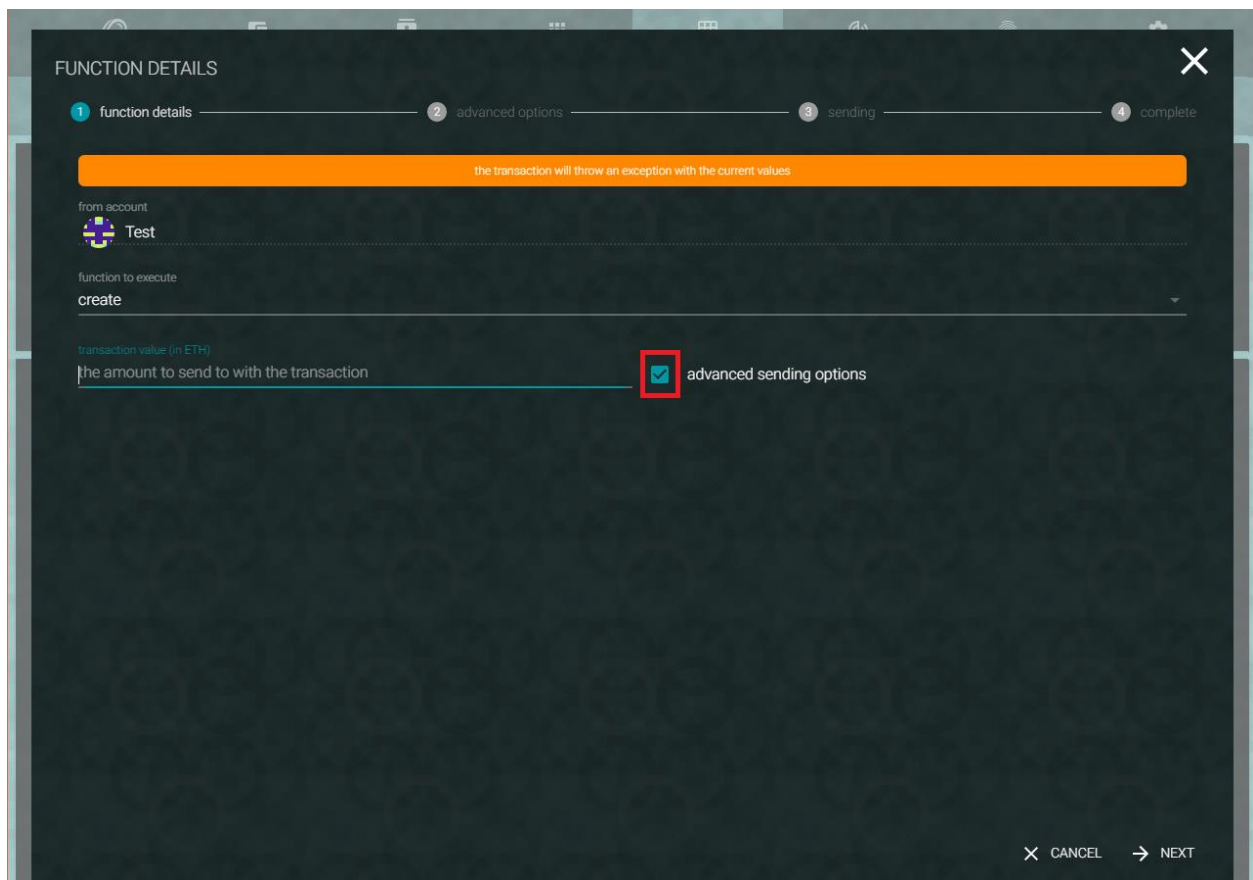 FUNCTION DETAILS
1 function details 2 advanced options 3 sending 4 complete
the transaction will throw an exception with the current values
from account
Test
function to execute
create
transaction value (in ETH)
the amount to send to with the transaction advanced sending options
CANCEL NEXT